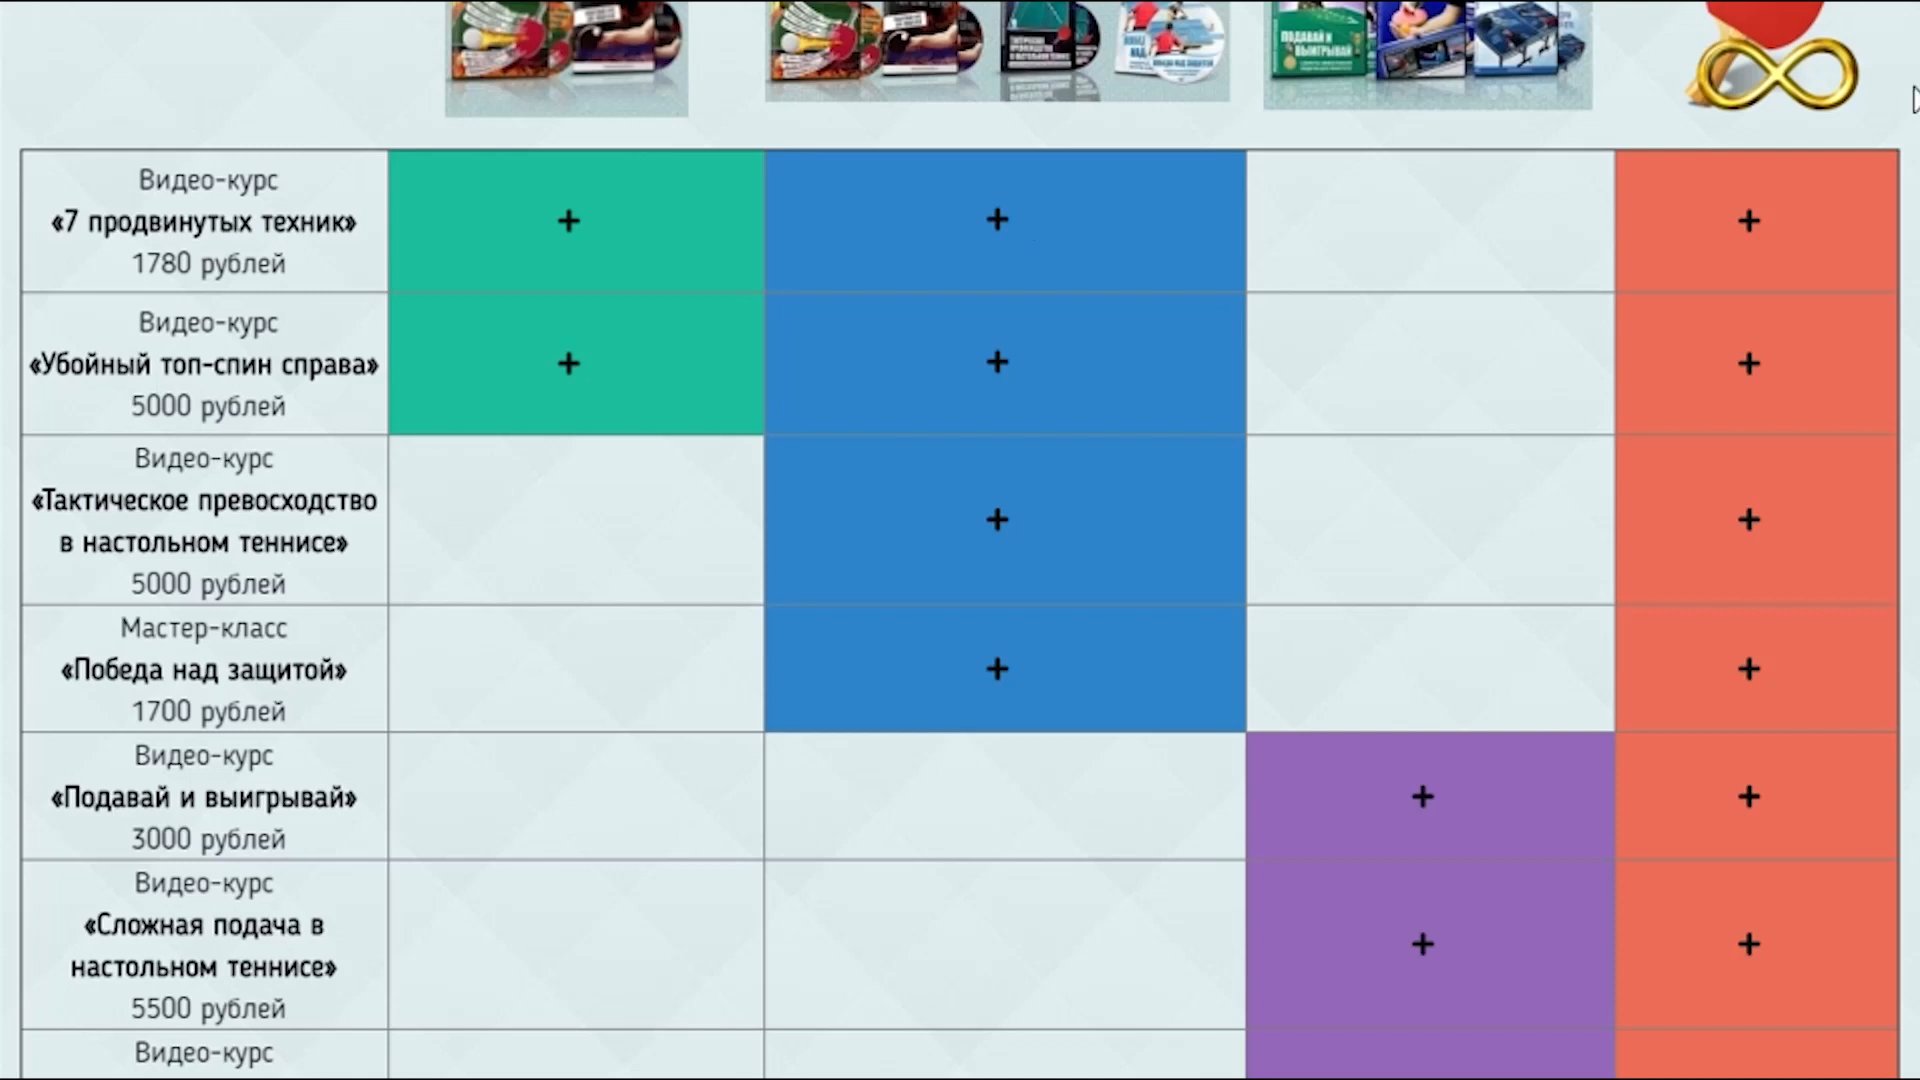 ПОДАВАЙ И
ВЫИГРЫВАЙ
Видео-курс
«7 продвинутых техник»
1780 рублей
+
+
+
Видео-курс
«Убойный топ-спин справа»
5000 рублей
+
+
+
Видео-курс
«Тактическое превосходство
в настольном теннисе»
5000 рублей
+
+
Мастер-класс
«Победа над защитой»
1700 рублей
+
+
Видео-курс
«Подавай и выигрывай»
3000 рублей
+
+
Видео-курс
«Сложная подача в
настольном теннисе»
5500 рублей
+
+
Видео-курс